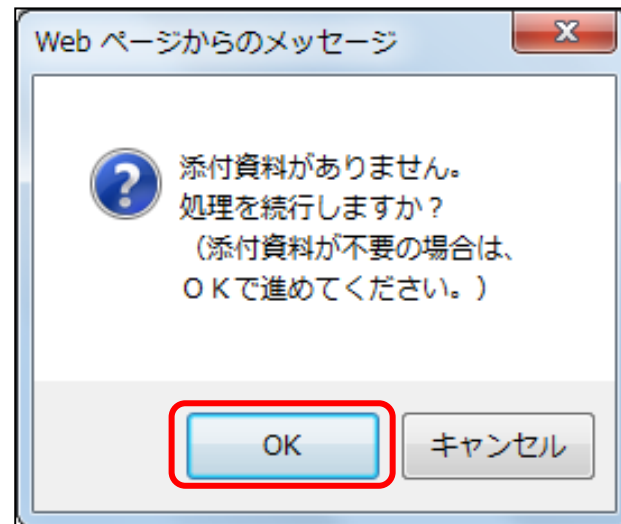 Web ページからのメッセージ
x
?
添付資料がありません。
処理を続行しますか？
（添付資料が不要の場合は、
ＯＫで進めてください。）
OK
キャンセル